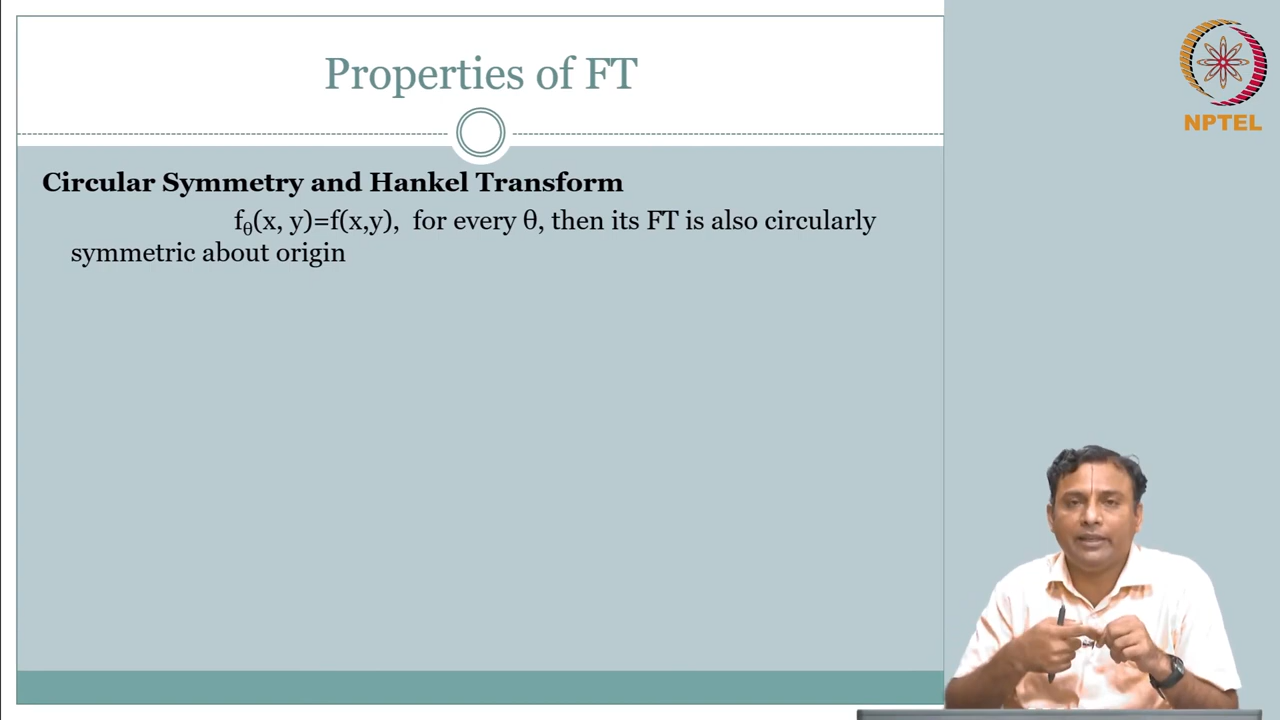 Properties of FT
NPTEL
Circular Symmetry and Hankel Transform
fθ(x, y)=f(x,y), for every θ, then its FT is also circularly
symmetric about origin